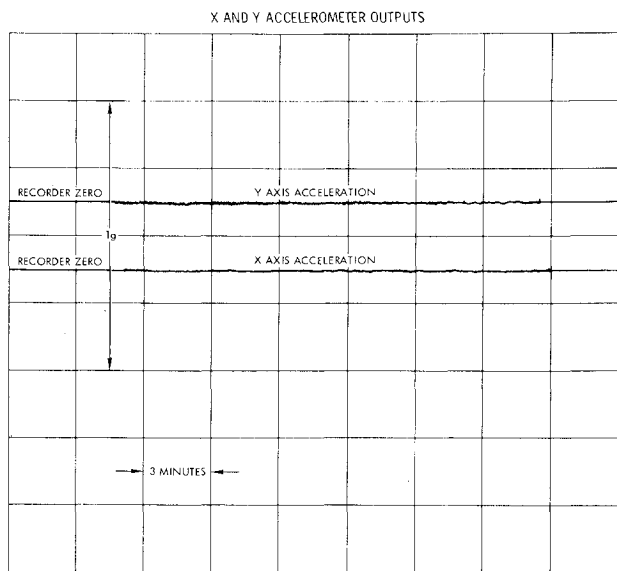 X AND Y ACCELEROMETER OUTPUTS
RECORDER ZERO
Y AXIS ACCELERATION
1g
RECORDER ZERO
X AXIS ACCELERATION
3 MINUTES